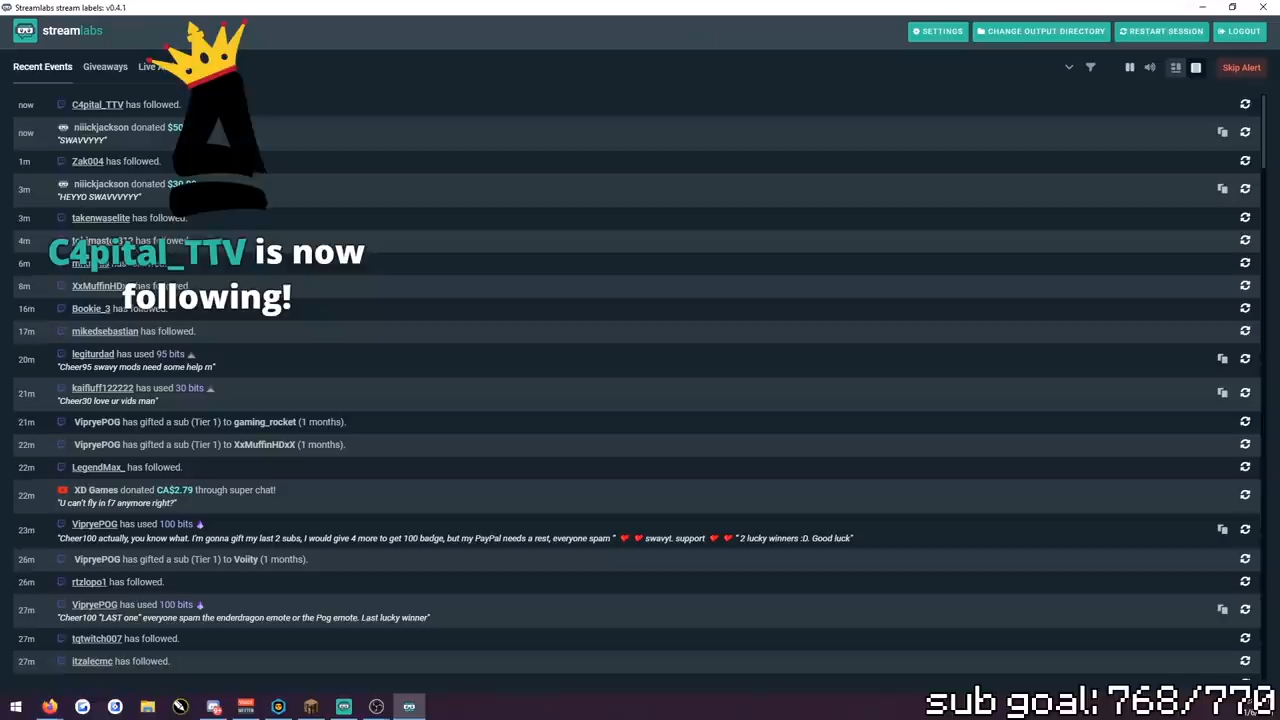 Streamlabs stream labels: v0.4.1
streamlabs
SETTINGS
CHANGE OUTPUT DIRECTORY
RESTART SESSION
LOGOUT
Recent Events
Giveaways
Live
Skip Alert
now C4pital_TTV has followed.
now niiickjackson donated $50
"SWAVVYYY"
1m Zak004 has followed.
3m niiickjackson donated $30.00
"HEYYO SWAVVVYYY"
3m takenwaselite has followed.
4m
C4pital_TTV is now
following!
6m
8m XxMuffinHDx
16m Bookie_3 has followed.
17m mikedsebastian has followed.
20m legiturdad has used 95 bits
"Cheer95 swavy mods need some help m"
21m kaifluff122222 has used 30 bits
"Cheer30 love ur vids man"
21m VipryePOG has gifted a sub (Tier 1) to gaming_rocket (1 months).
22m VipryePOG has gifted a sub (Tier 1) to XxMuffinHDxX (1 months).
22m LegendMax_ has followed.
22m XD Games donated CA$2.79 through super chat!
"U can't fly in f7 anymore right?"
23m VipryePOG has used 100 bits
"Cheer100 actually, you know what. I'm gonna gift my last 2 subs, I would give 4 more to get 100 badge, but my PayPal needs a rest, everyone spam " ❤ ❤ swavyt. support ❤ ❤ " 2 lucky winners :D. Good luck"
26m VipryePOG has gifted a sub (Tier 1) to Voiity (1 months).
26m rtzlopo1 has followed.
27m VipryePOG has used 100 bits
"Cheer100 "LAST one" everyone spam the enderdragon emote or the Pog emote. Last lucky winner"
27m tqtwitch007 has followed.
27m itzalecmc has followed.
sub goal: 768/770